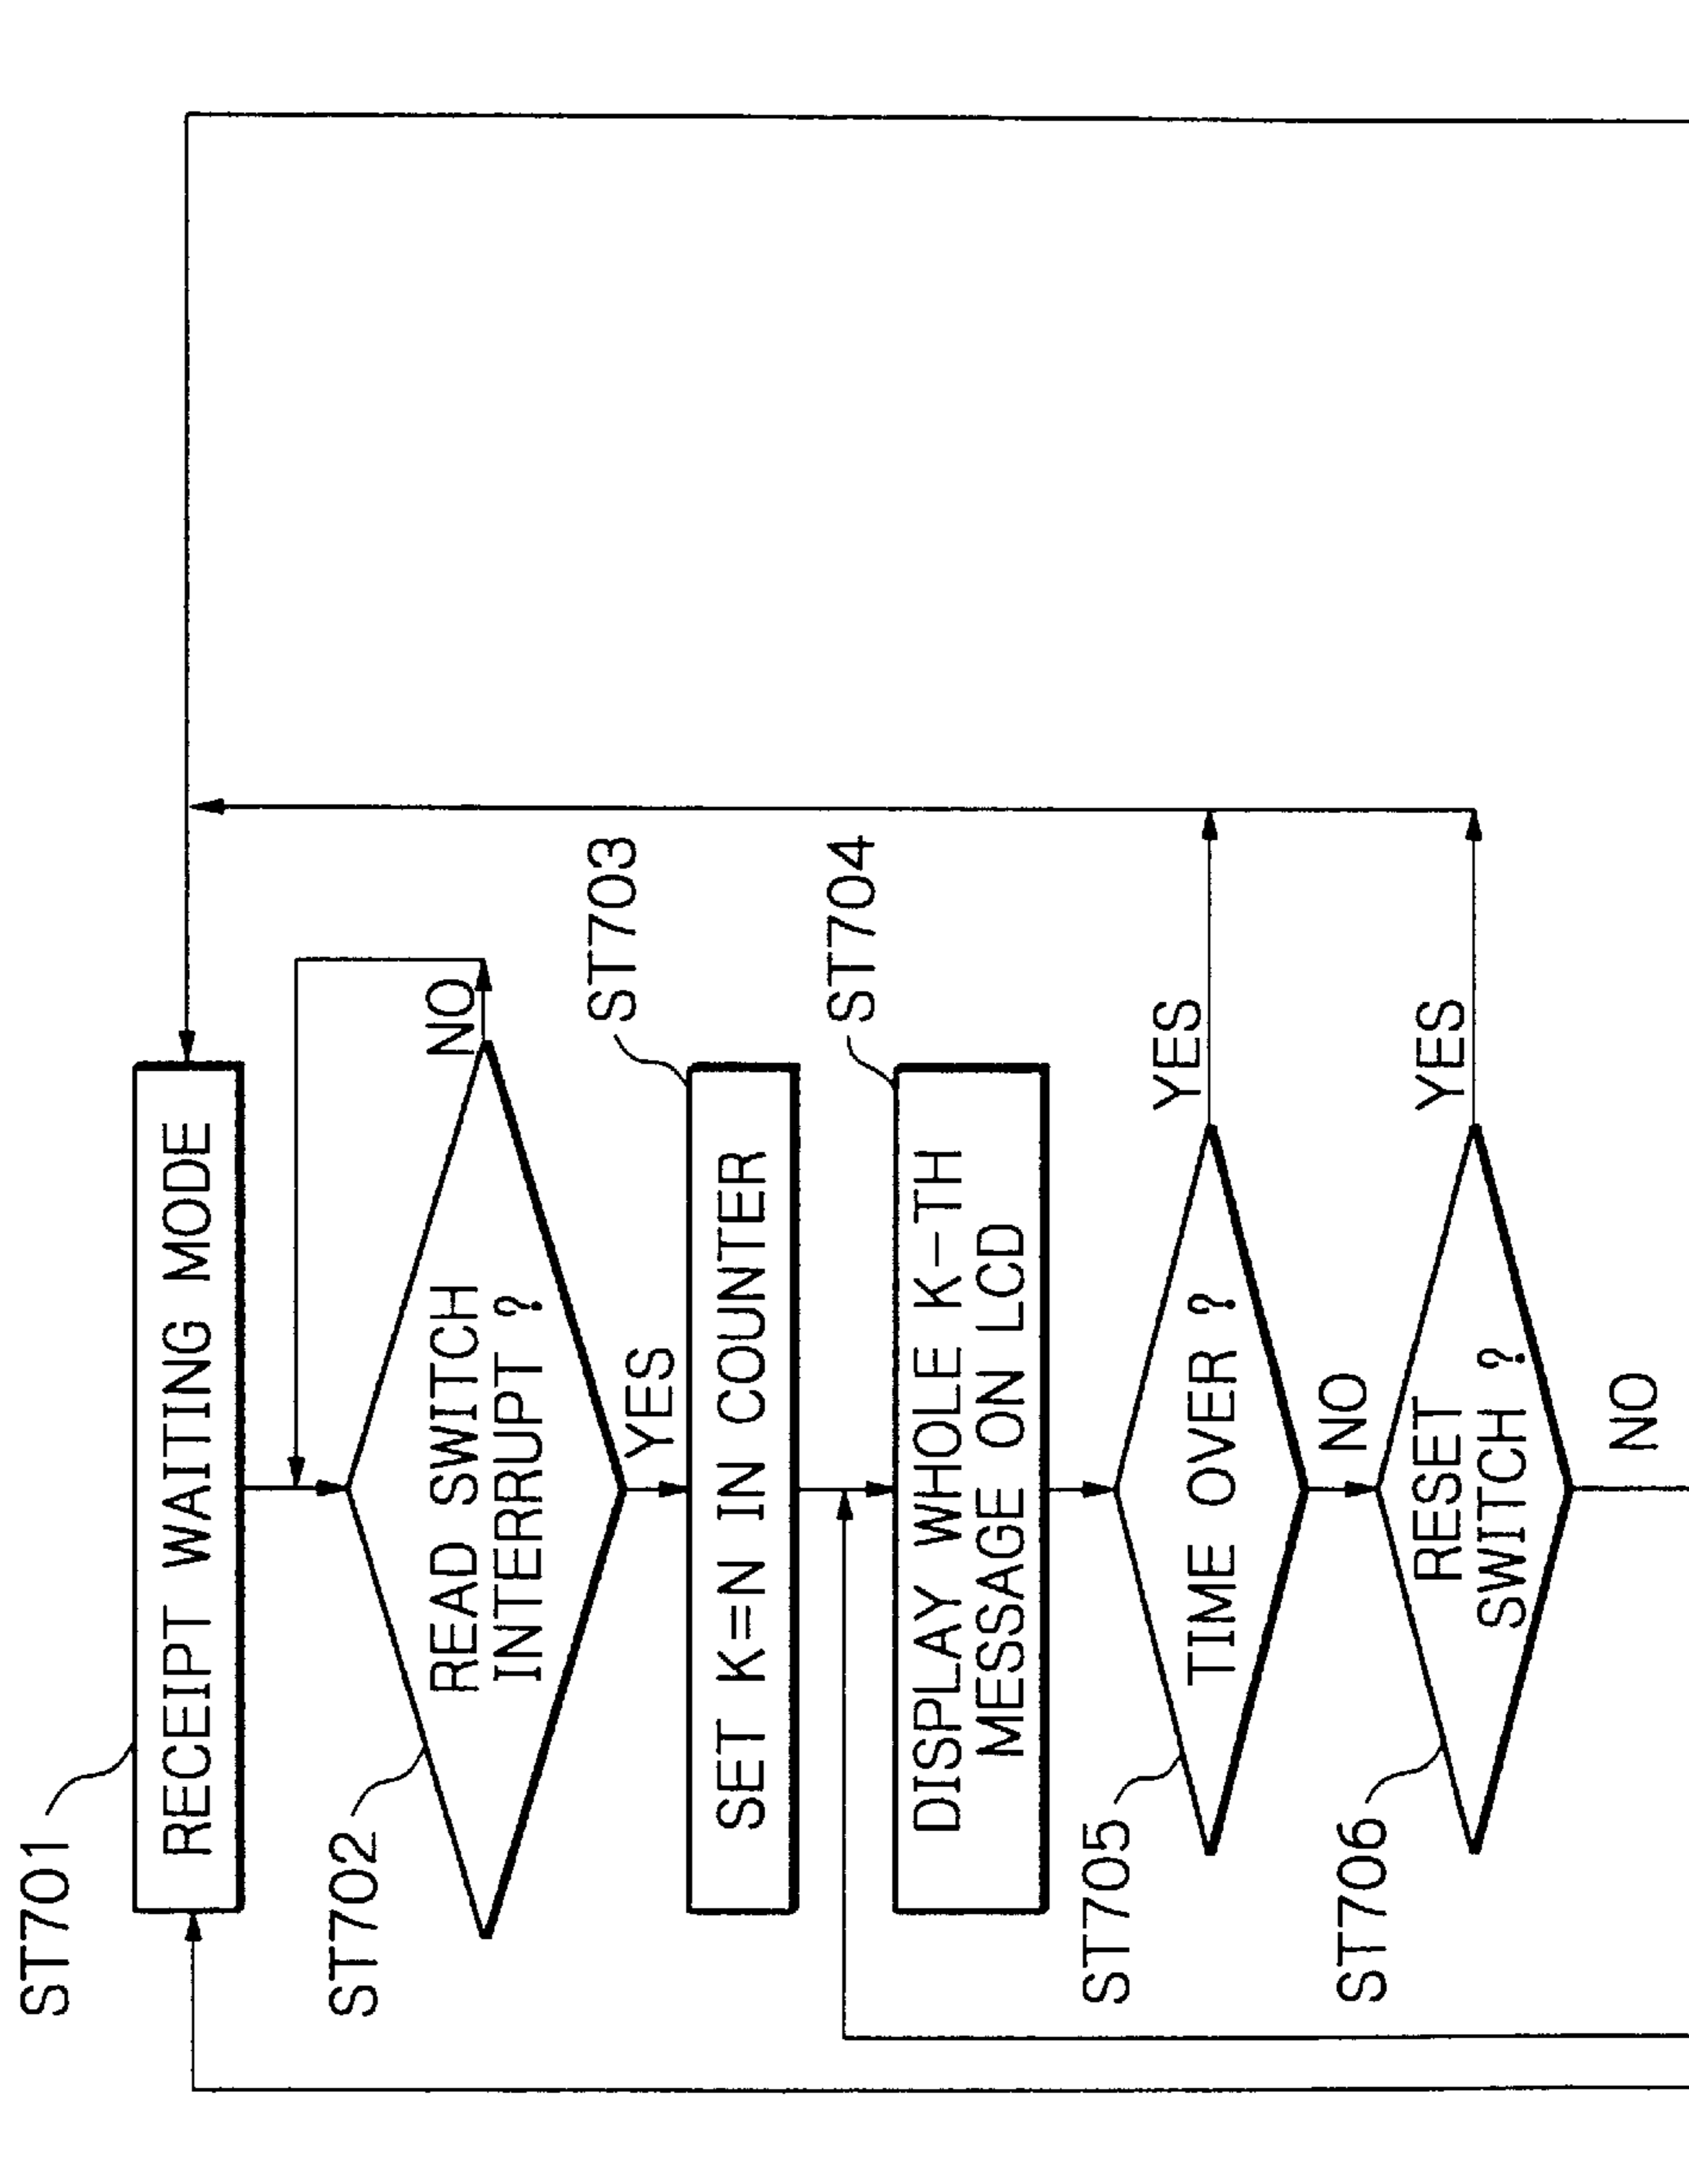 ST701
RECEIPT WAITING MODE
ST702
READ SWITCH
INTERRUPT ?
NO
YES
ST703
SET K=N IN COUNTER
ST704
DISPLAY WHOLE K-TH
MESSAGE ON LCD
ST705
TIME OVER ?
YES
NO
ST706
RESET
SWITCH ?
YES
NO